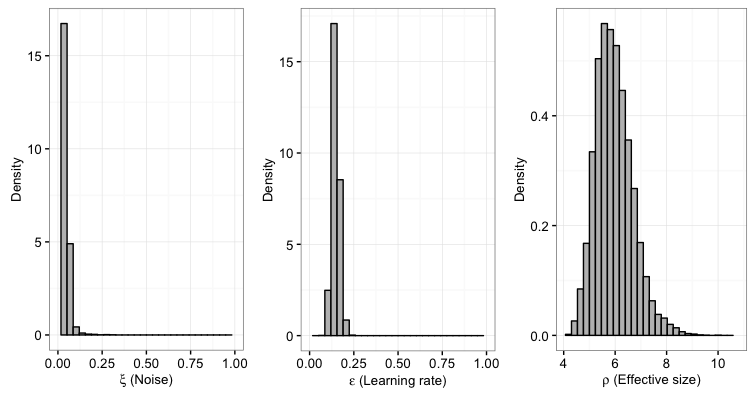 Density
15
10
5
0
0.00 0.25 0.50 0.75 1.00
ξ (Noise)
Density
15
10
5
0
0.00 0.25 0.50 0.75 1.00
ε (Learning rate)
Density
0.4
0.2
0.0
4 6 8 10
ρ (Effective size)